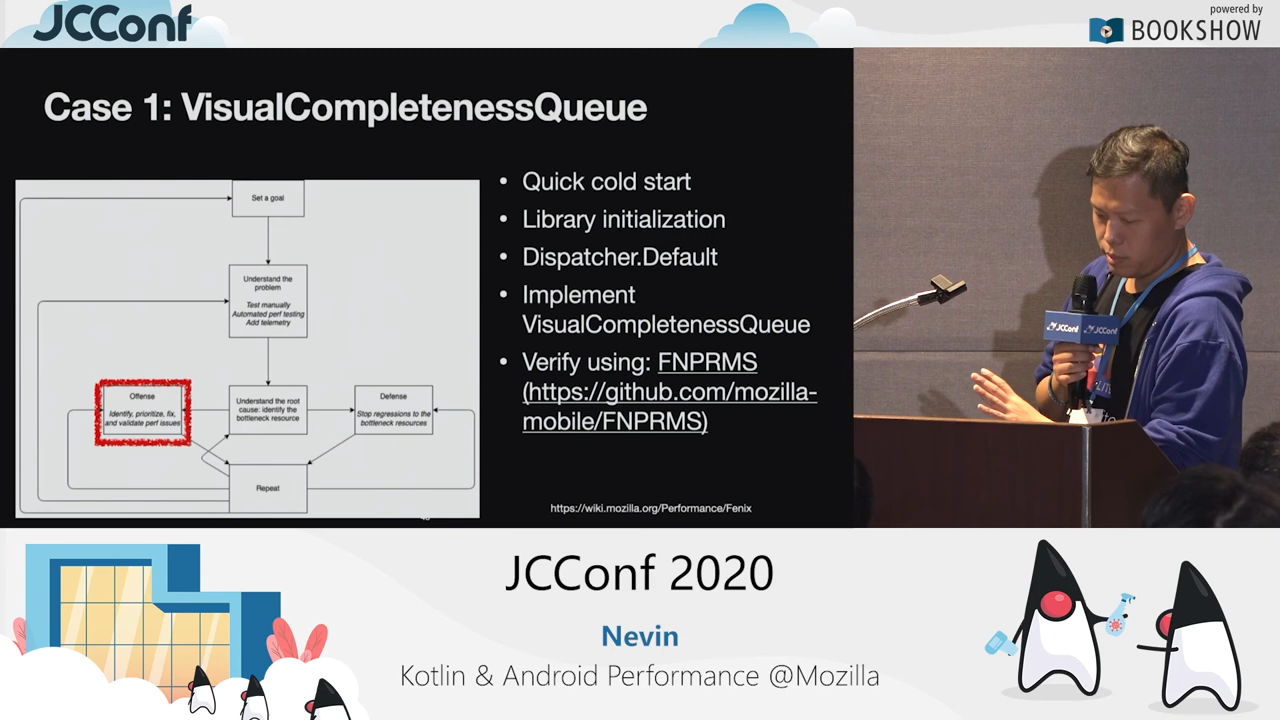 JCConf
powered by
BOOKSHOW
Case 1: VisualCompletenessQueue
Set a goal
Understand the
problem
Test manually
Automated perf testing
Add telemetry
Offense
Identify, prioritize, fix,
and validate perf issues
Understand the root
cause: identify the
bottleneck resource
Defense
Stop regressions to the
bottleneck resources
Repeat
• Quick cold start
• Library initialization
• Dispatcher.Default
• Implement
VisualCompletenessQueue
• Verify using: FNPRMS
(https://github.com/mozilla-
mobile/FNPRMS)
https://wiki.mozilla.org/Performance/Fenix
JCConf
JCConf
JCConf 2020
Nevin
Kotlin & Android Performance @Mozilla